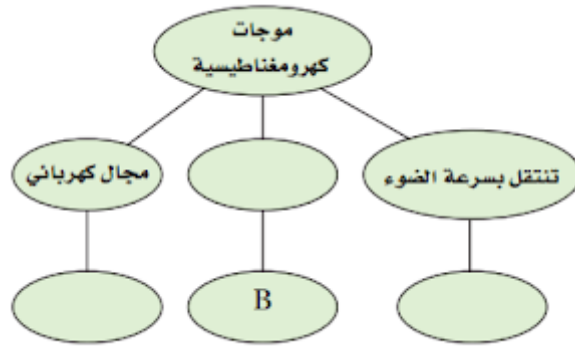 موجات
كهرومغناطيسية
تنتقل بسرعة الضوء
مجال كهربائي
B